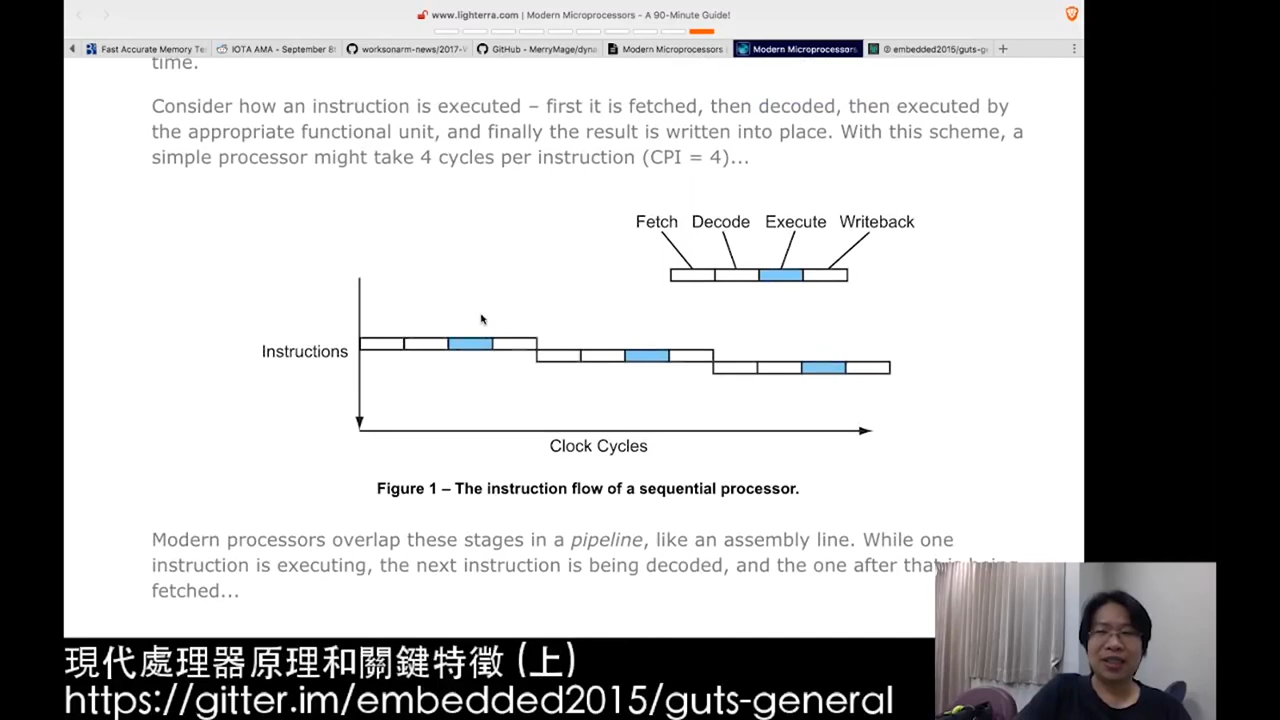 www.lighterra.com | Modern Microprocessors - A 90-Minute Guide!
Fast Accurate Memory Te
IOTA AMA - September 8
worksonarm-news/2017-W
GitHub - MerryMage/dyna
Modern Microprocessors
Modern Microprocessors
embedded2015/guts-g
time.
Consider how an instruction is executed – first it is fetched, then decoded, then executed by
the appropriate functional unit, and finally the result is written into place. With this scheme, a
simple processor might take 4 cycles per instruction (CPI = 4)...
Fetch Decode Execute Writeback
Instructions
Clock Cycles
Figure 1 – The instruction flow of a sequential processor.
Modern processors overlap these stages in a pipeline, like an assembly line. While one
instruction is executing, the next instruction is being decoded, and the one after that is being
fetched...
現代處理器原理和關鍵特徵 (上)
https://gitter.im/embedded2015/guts-general